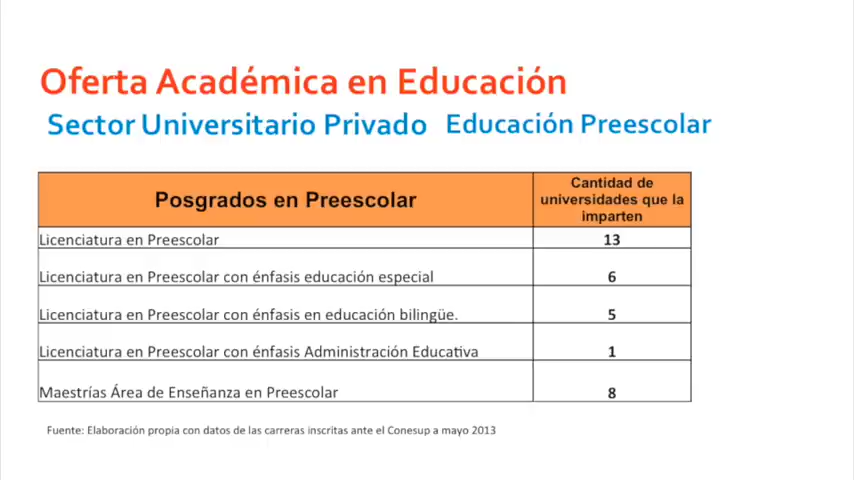 Oferta Académica en Educación
Sector Universitario Privado Educación Preescolar
Posgrados en Preescolar
Cantidad de
universidades que la
imparten
Licenciatura en Preescolar 13
Licenciatura en Preescolar con énfasis educación especial 6
Licenciatura en Preescolar con énfasis en educación bilingüe. 5
Licenciatura en Preescolar con énfasis Administración Educativa 1
Maestrías Área de Enseñanza en Preescolar 8
Fuente: Elaboración propia con datos de las carreras inscritas ante el Conesup a mayo 2013